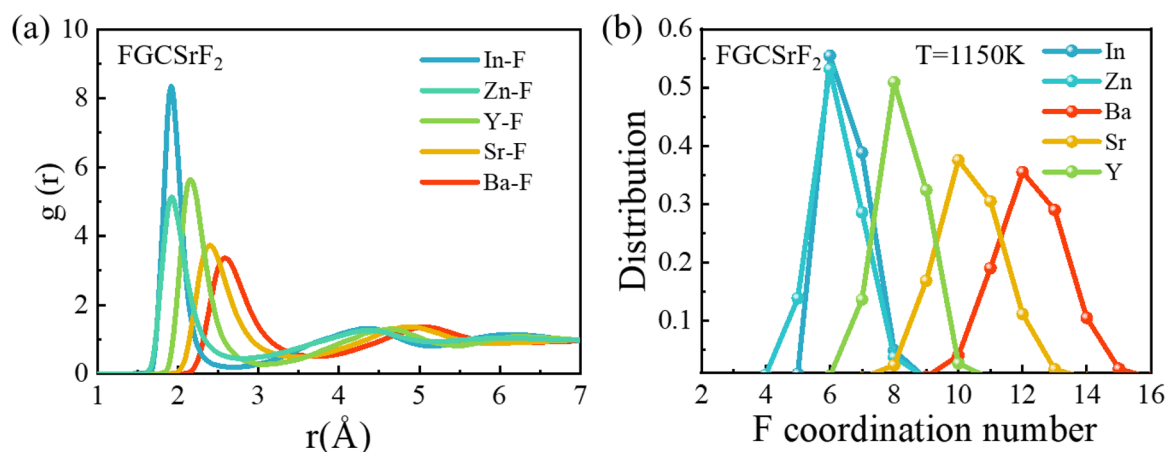 (a)
FGCSrF₂
In-F
Zn-F
Y-F
Sr-F
Ba-F
g (r)
10
8
6
4
2
0
1 2 3 4 5 6 7
r(Å)
(b)
FGCSrF₂ T=1150K
In
Zn
Ba
Sr
Y
Distribution
0.6
0.5
0.4
0.3
0.2
0.1
2 4 6 8 10 12 14 16
F coordination number